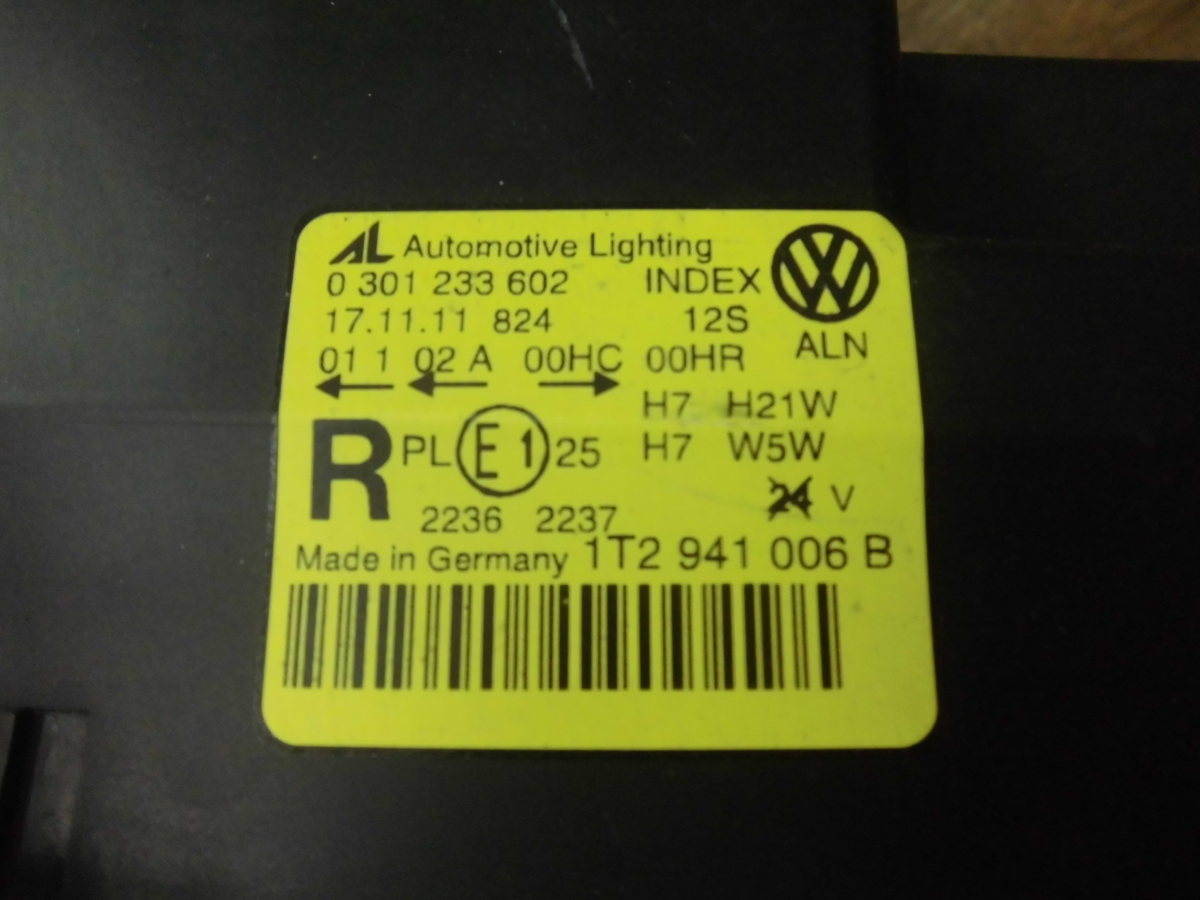 AL Automotive Lighting
0 301 233 602 INDEX
17.11.11 824 12S
ALN
01 1 02 A 00HC 00HR
H7 H21W
R PL E1 25 H7 W5W
24 V
2236 2237
Made in Germany 1T2 941 006 B